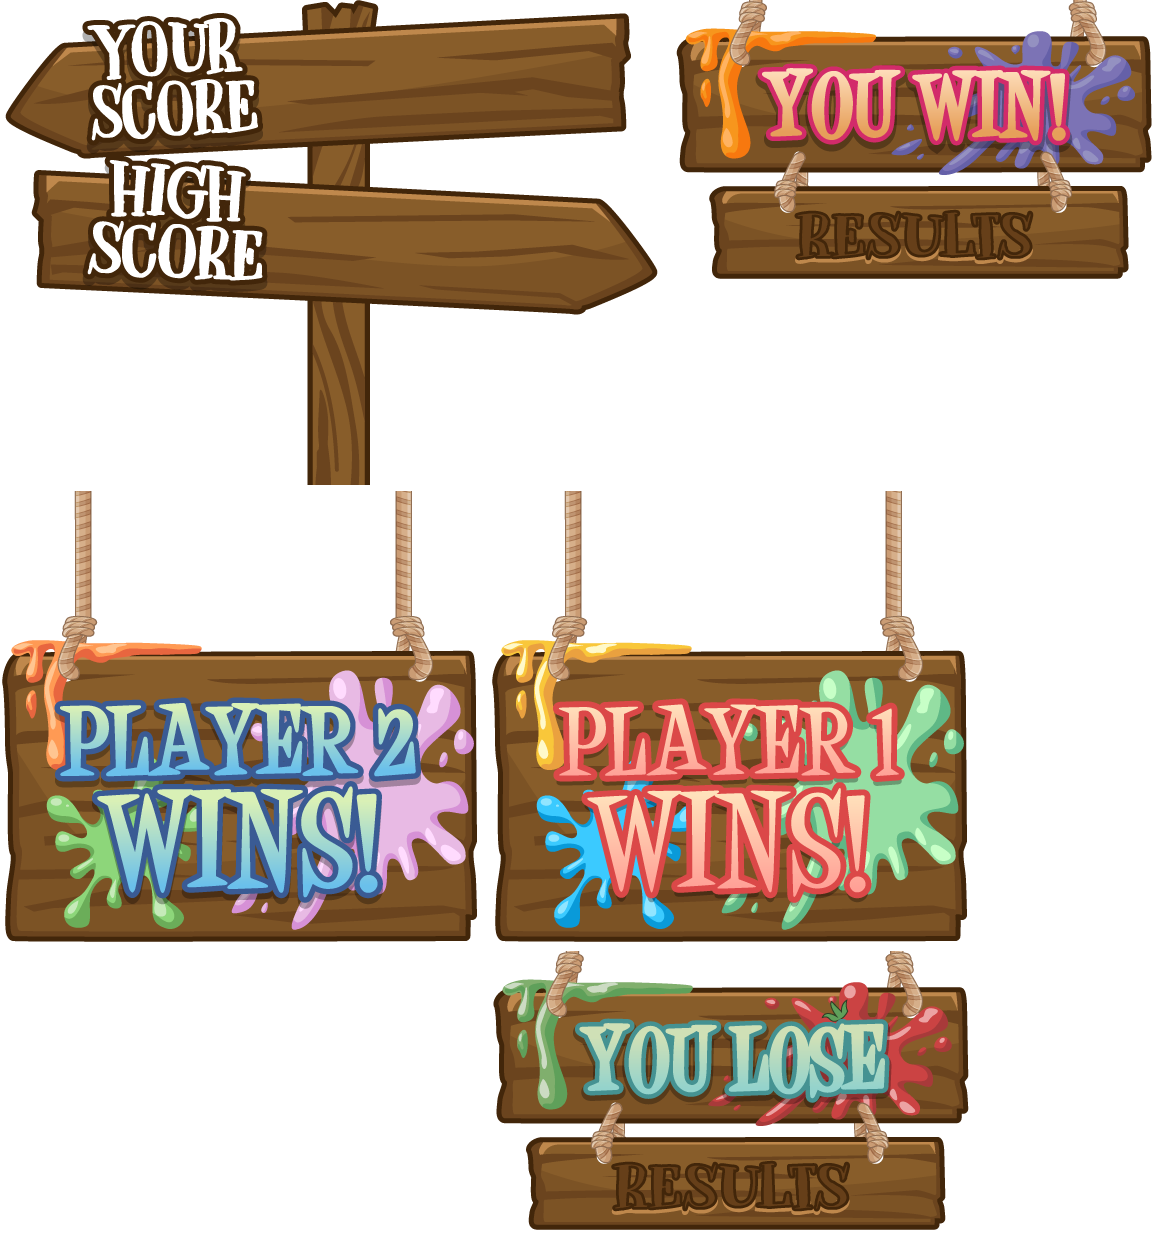 YOUR
SCORE
HIGH
SCORE
YOU WIN!
RESULTS
PLAYER 2
WINS!
PLAYER 1
WINS!
YOU LOSE
RESULTS